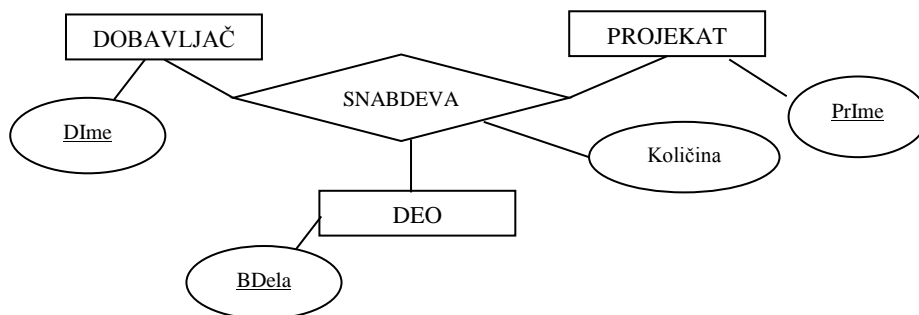 DOBAVLJAČ
PROJEKAT
SNABDEVA
DIme
PrIme
Količina
DEO
BDela